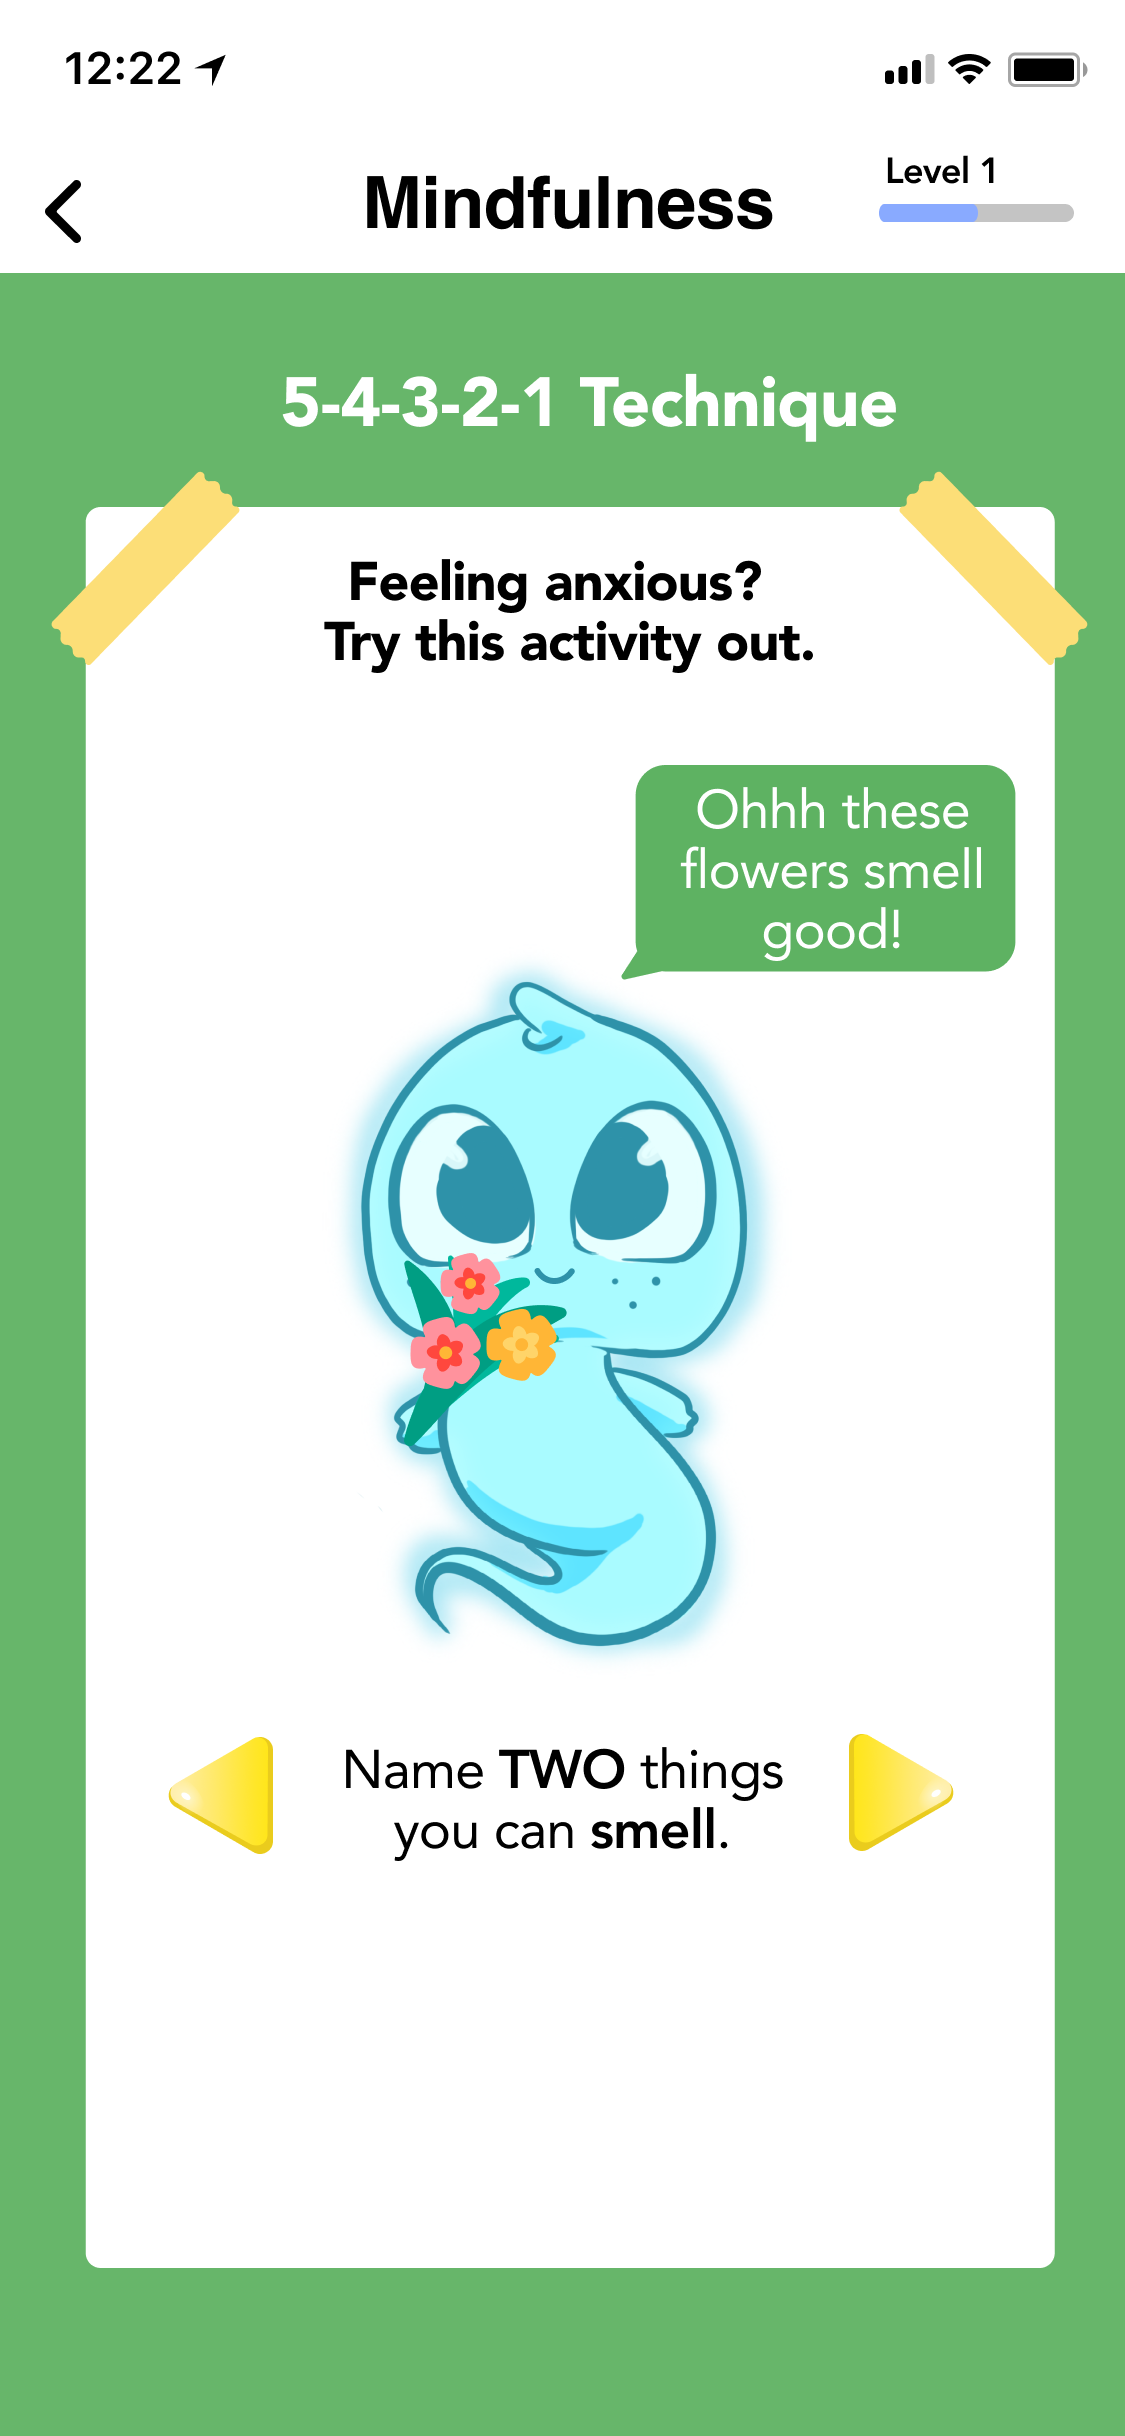 12:22
Mindfulness
Level 1
5-4-3-2-1 Technique
Feeling anxious?
Try this activity out.
Ohhh these
flowers smell
good!
Name TWO things
you can smell.